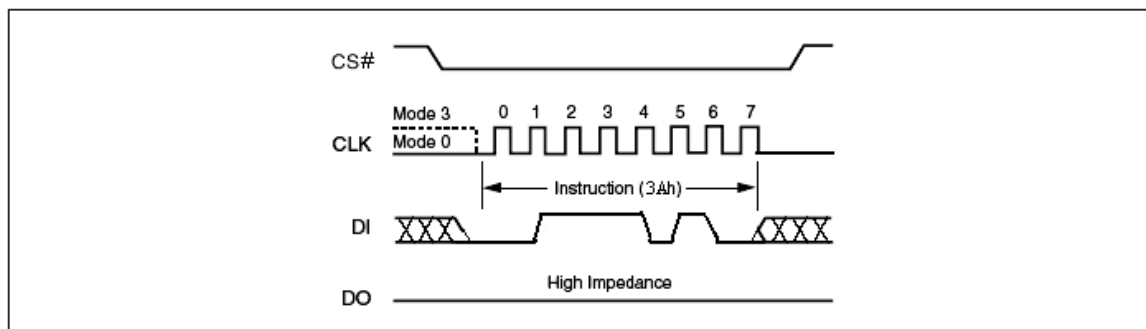 CS#
Mode 3 0 1 2 3 4 5 6 7
CLK Mode 0
Instruction (3Ah)
DI
High Impedance
DO